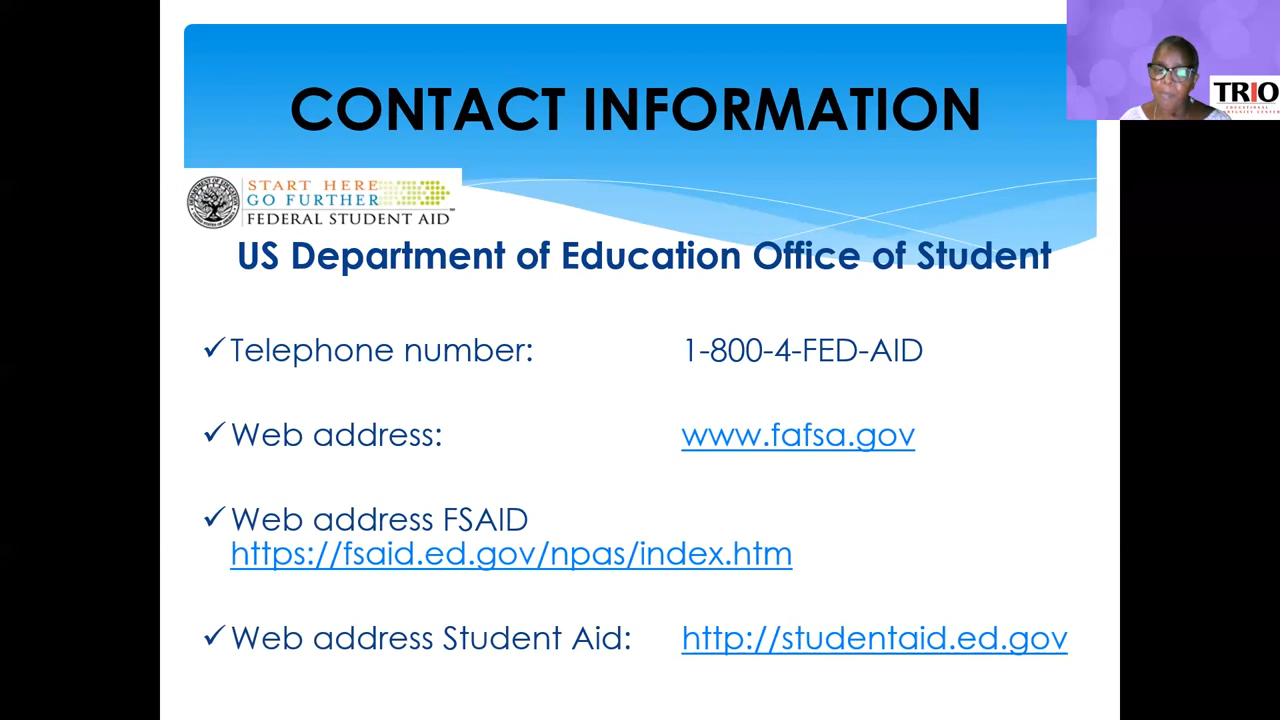 CONTACT INFORMATION
TRIO
EDUCATIONAL
START HERE
GO FURTHER
FEDERAL STUDENT AID
US Department of Education Office of Student
✓ Telephone number: 1-800-4-FED-AID
✓ Web address: www.fafsa.gov
✓ Web address FSAID
https://fsaid.ed.gov/npas/index.htm
✓ Web address Student Aid: http://studentaid.ed.gov